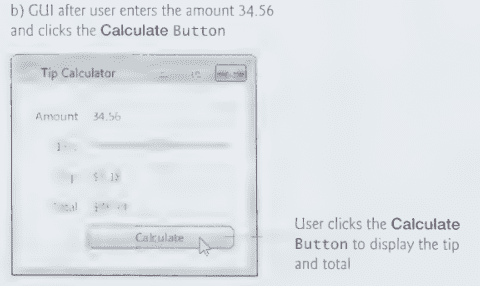 b) GUI after user enters the amount 34.56
and clicks the Calculate Button
Tip Calculator
Amount 34.56
Calculate
User clicks the Calculate
Button to display the tip
and total